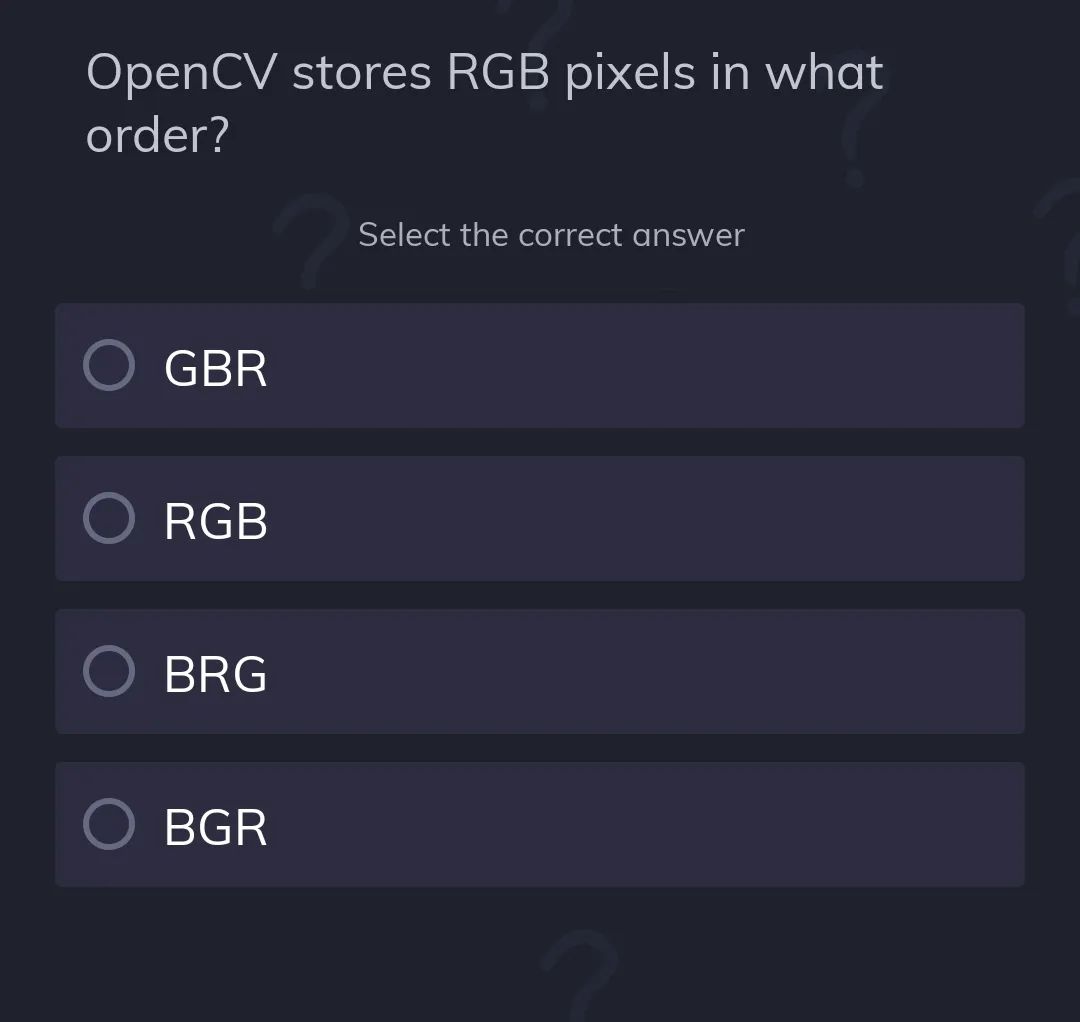 OpenCV stores RGB pixels in what
order?
Select the correct answer
GBR
RGB
BRG
BGR